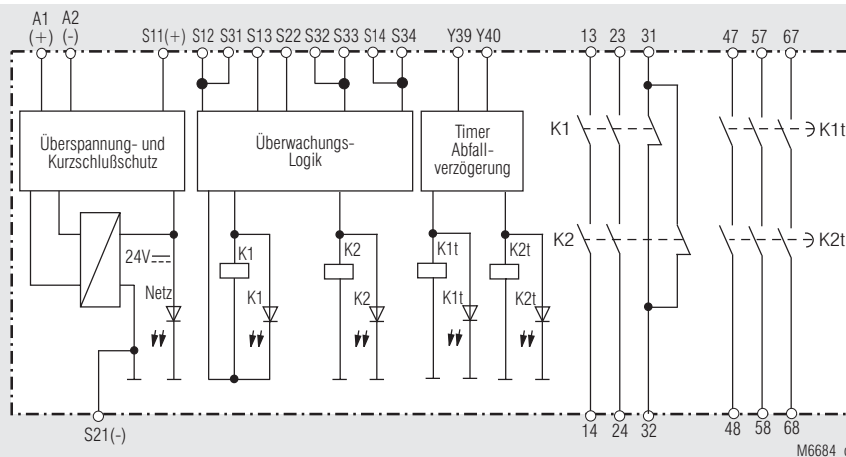 A1 A2
(+) (-) S11(+) S12 S31 S13 S22 S32 S33 S14 S34 Y39 Y40 13 23 31 47 57 67
Überspannung- und
Kurzschlußschutz
Überwachungs-
Logik
Timer
Abfall-
verzögerung
K1 K1t
24V
K1 K2 K1t K2t K2 K2t
Netz K1 K2 K1t K2t
S21(-) 14 24 32 48 58 68